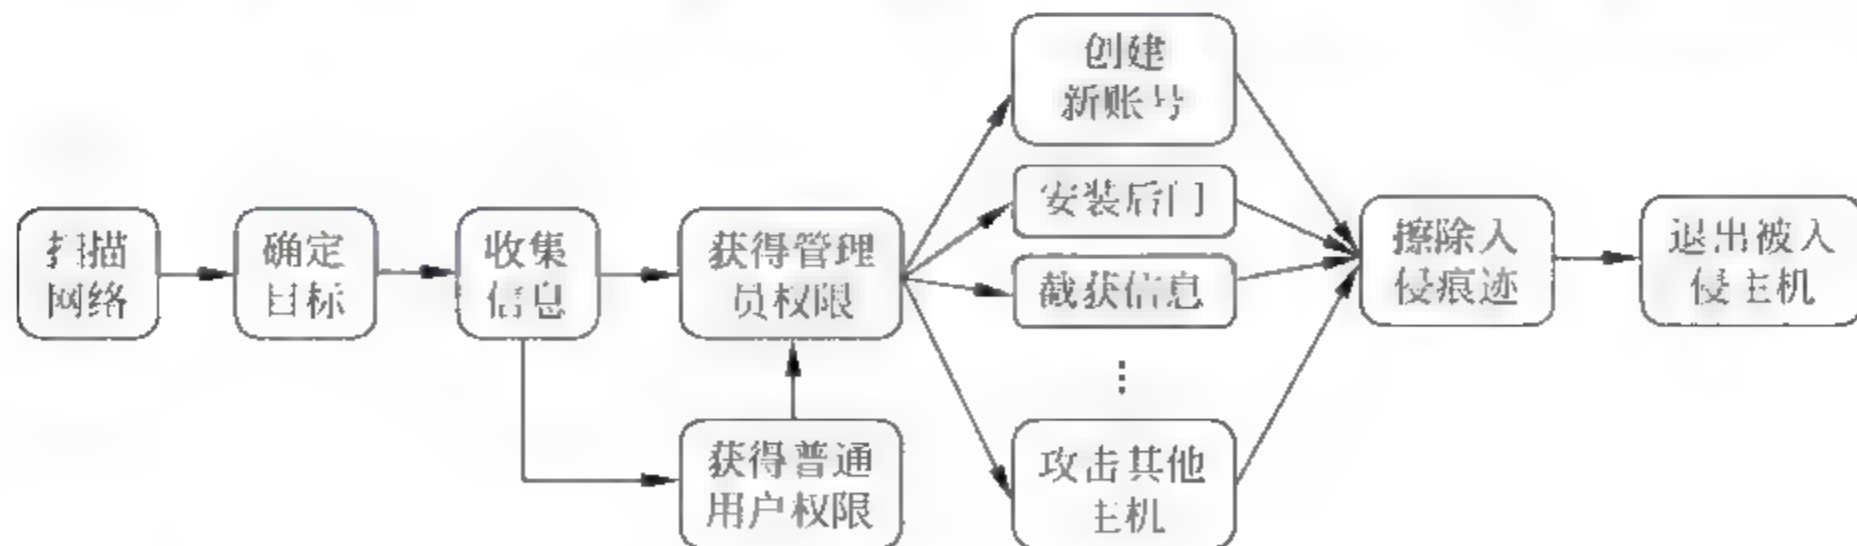 扫描
网络
确定
目标
收集
信息
获得管理
员权限
获得普通
用户权限
创建
新账号
安装后门
截获信息
⋮
攻击其他
主机
擦除入
侵痕迹
退出被入
侵主机